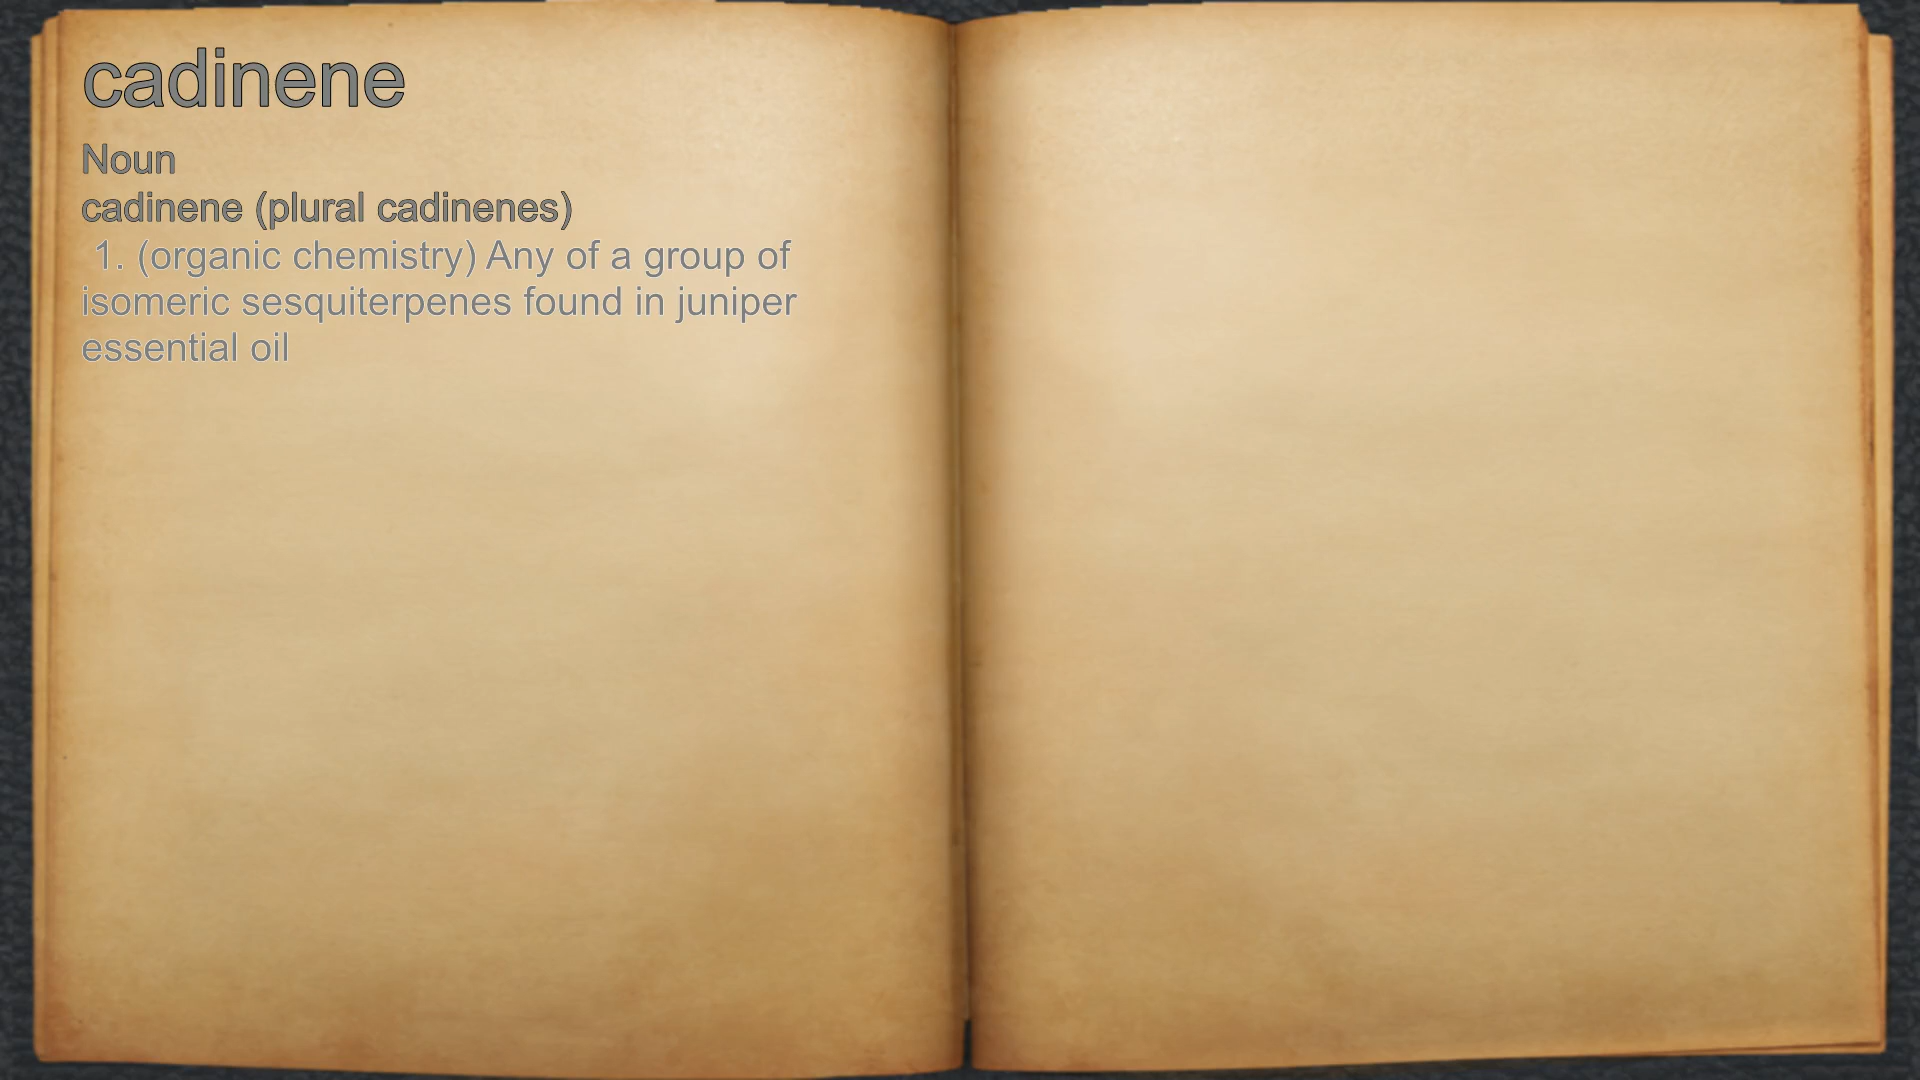 cadinene
Noun
cadinene (plural cadinenes)
1. (organic chemistry) Any of a group of
isomeric sesquiterpenes found in juniper
essential oil